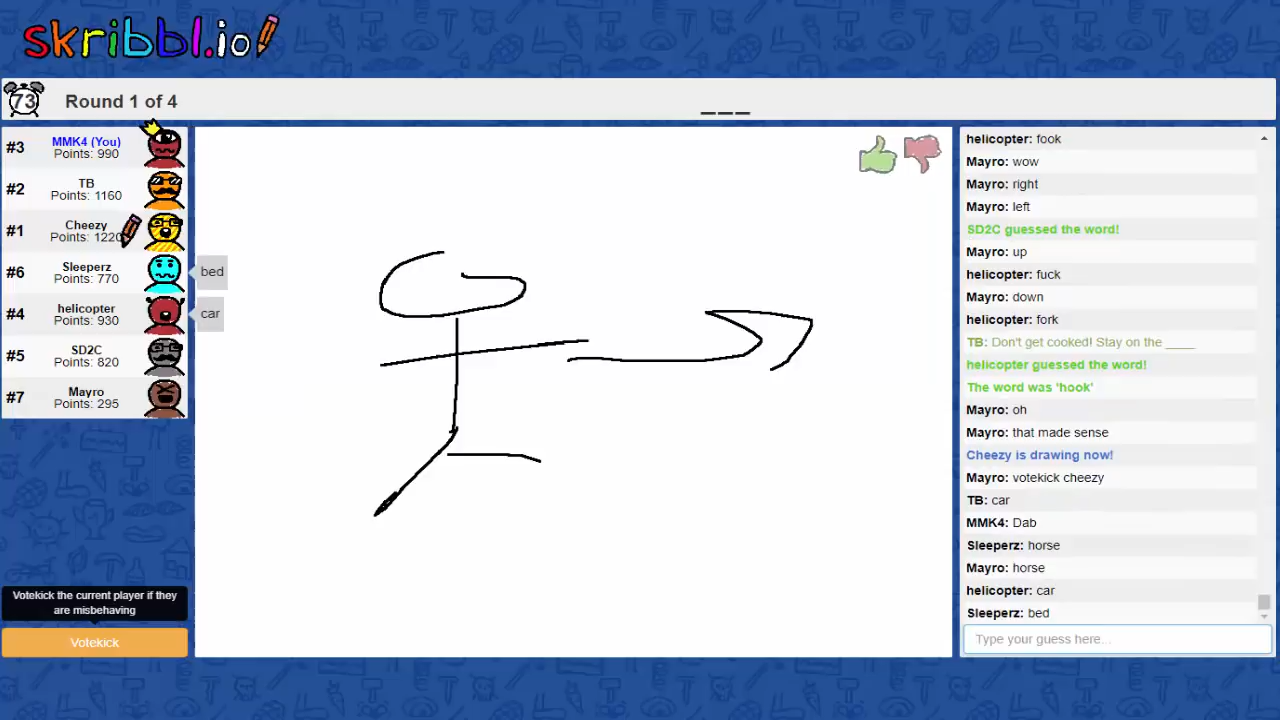 skribbl.io
73
Round 1 of 4
_ _ _
#3 MMK4 (You)
Points: 990
#2 TB
Points: 1160
#1 Cheezy
Points: 1220
#6 Sleeperz
Points: 770
bed
#4 helicopter
Points: 930
car
#5 SD2C
Points: 820
#7 Mayro
Points: 295
Votekick the current player if they
are misbehaving
Votekick
helicopter: fook
Mayro: wow
Mayro: right
Mayro: left
SD2C guessed the word!
Mayro: up
helicopter: fuck
Mayro: down
helicopter: fork
TB: Don't get cooked! Stay on the ____
helicopter guessed the word!
The word was 'hook'
Mayro: oh
Mayro: that made sense
Cheezy is drawing now!
Mayro: votekick cheezy
TB: car
MMK4: Dab
Sleeperz: horse
Mayro: horse
helicopter: car
Sleeperz: bed
Type your guess here...